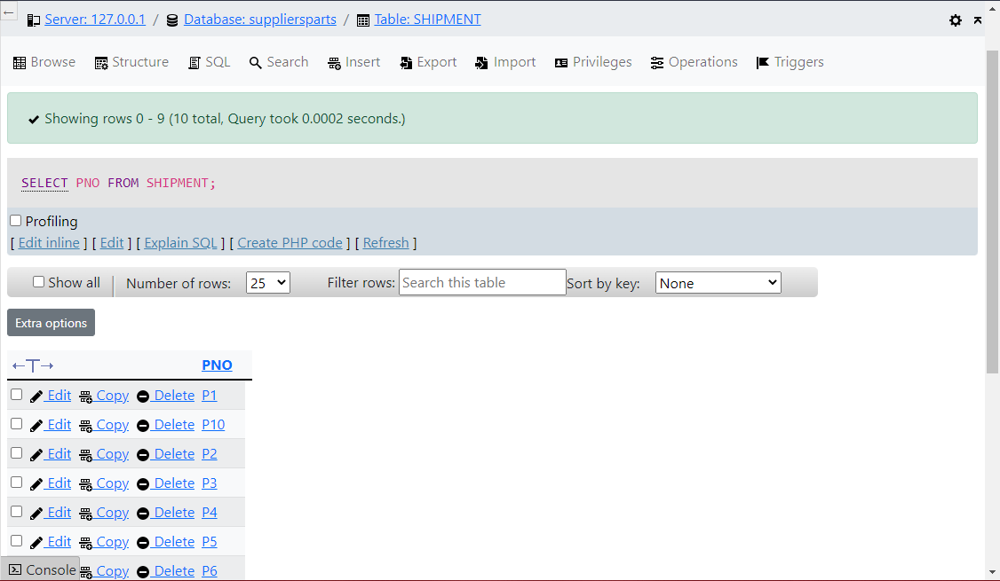 Server: 127.0.0.1 / Database: suppliersparts / Table: SHIPMENT
Browse Structure SQL Search Insert Export Import Privileges Operations Triggers
Showing rows 0 - 9 (10 total, Query took 0.0002 seconds.)
SELECT PNO FROM SHIPMENT;
Profiling
[ Edit inline ] [ Edit ] [ Explain SQL ] [ Create PHP code ] [ Refresh ]
Show all | Number of rows: 25 Filter rows: Search this table Sort by key: None
Extra options
←T→ PNO
Edit Copy Delete P1
Edit Copy Delete P10
Edit Copy Delete P2
Edit Copy Delete P3
Edit Copy Delete P4
Edit Copy Delete P5
Console Copy Delete P6